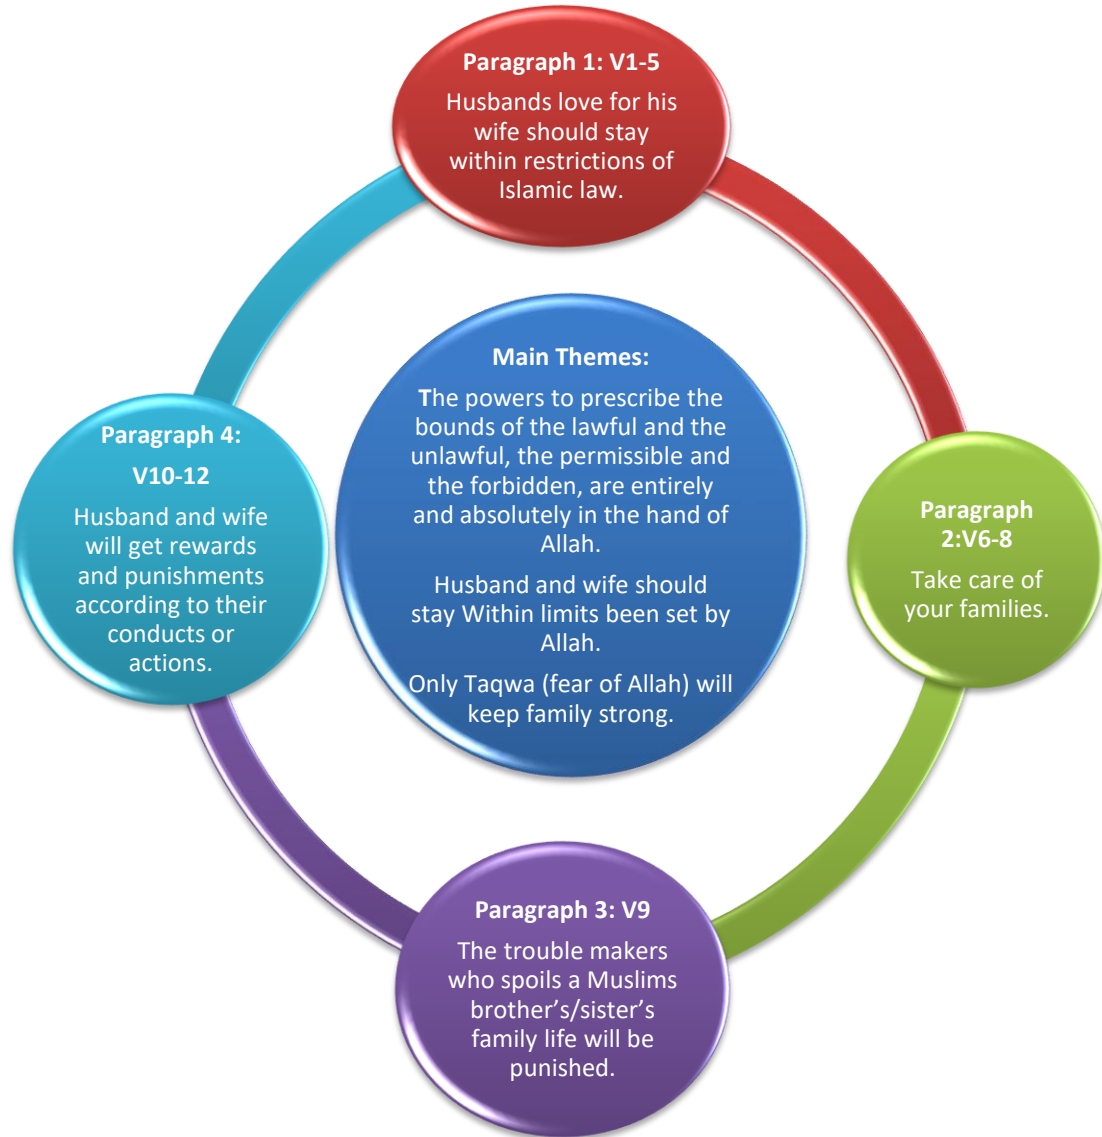 Paragraph 1: V1-5
Husbands love for his
wife should stay
within restrictions of
Islamic law.
Main Themes:
The powers to prescribe the
bounds of the lawful and the
unlawful, the permissible and
the forbidden, are entirely
and absolutely in the hand of
Allah.
Husband and wife should
stay Within limits been set by
Allah.
Only Taqwa (fear of Allah) will
keep family strong.
Paragraph
2:V6-8
Take care of
your families.
Paragraph 3: V9
The trouble makers
who spoils a Muslims
brother’s/sister’s
family life will be
punished.
Paragraph 4:
V10-12
Husband and wife
will get rewards
and punishments
according to their
conducts or
actions.